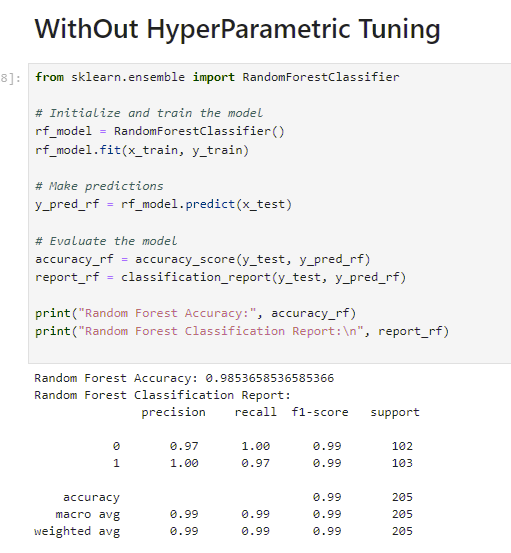 WithOut HyperParametric Tuning
8]: from sklearn.ensemble import RandomForestClassifier
# Initialize and train the model
rf_model = RandomForestClassifier()
rf_model.fit(x_train, y_train)
# Make predictions
y_pred_rf = rf_model.predict(x_test)
# Evaluate the model
accuracy_rf = accuracy_score(y_test, y_pred_rf)
report_rf = classification_report(y_test, y_pred_rf)
print("Random Forest Accuracy:", accuracy_rf)
print("Random Forest Classification Report:\n", report_rf)
Random Forest Accuracy: 0.9853658536585366
Random Forest Classification Report:
precision recall f1-score support
0 0.97 1.00 0.99 102
1 1.00 0.97 0.99 103
accuracy 0.99 205
macro avg 0.99 0.99 0.99 205
weighted avg 0.99 0.99 0.99 205